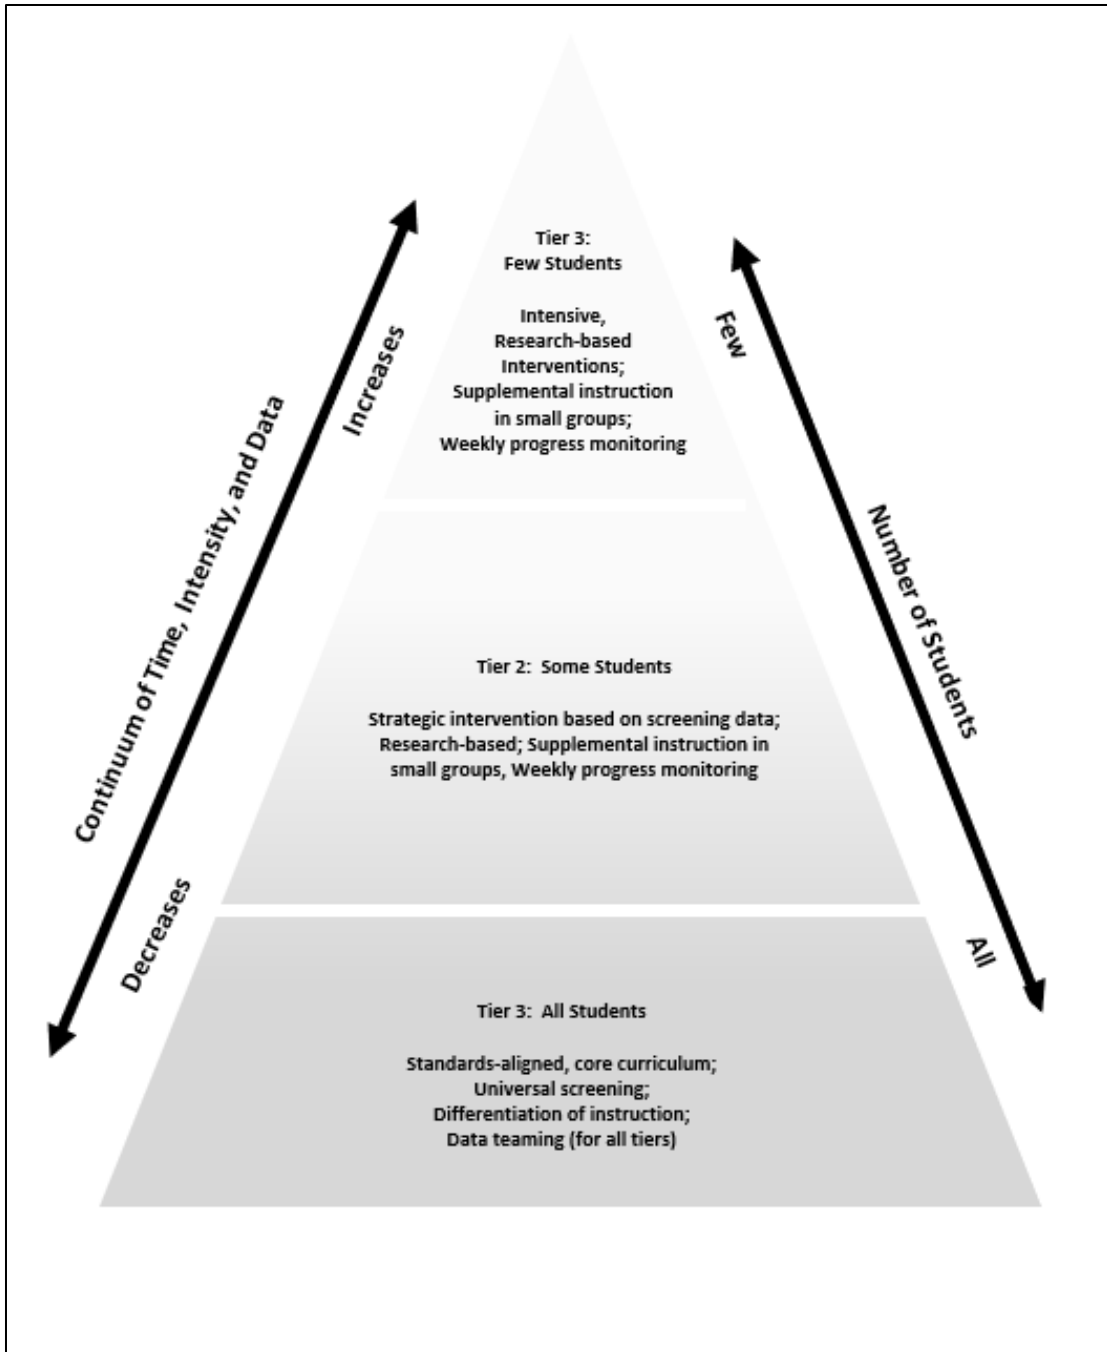 Tier 3:
Few Students
Intensive,
Research-based
Interventions;
Supplemental instruction
in small groups;
Weekly progress monitoring
Increases
Continuum of Time, Intensity, and Data
Decreases
Few
Number of Students
All
Tier 2: Some Students
Strategic intervention based on screening data;
Research-based; Supplemental instruction in
small groups, Weekly progress monitoring
Tier 3: All Students
Standards-aligned, core curriculum;
Universal screening;
Differentiation of instruction;
Data teaming (for all tiers)